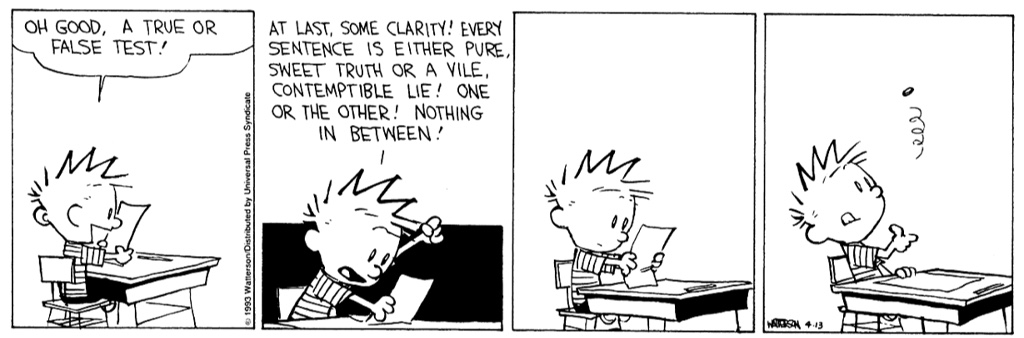 OH GOOD, A TRUE OR
FALSE TEST!
AT LAST, SOME CLARITY! EVERY
SENTENCE IS EITHER PURE,
SWEET TRUTH OR A VILE,
CONTEMPTIBLE LIE! ONE
OR THE OTHER! NOTHING
IN BETWEEN!
© 1993 Watterson/Distributed by Universal Press Syndicate
WATTERSON 4-13